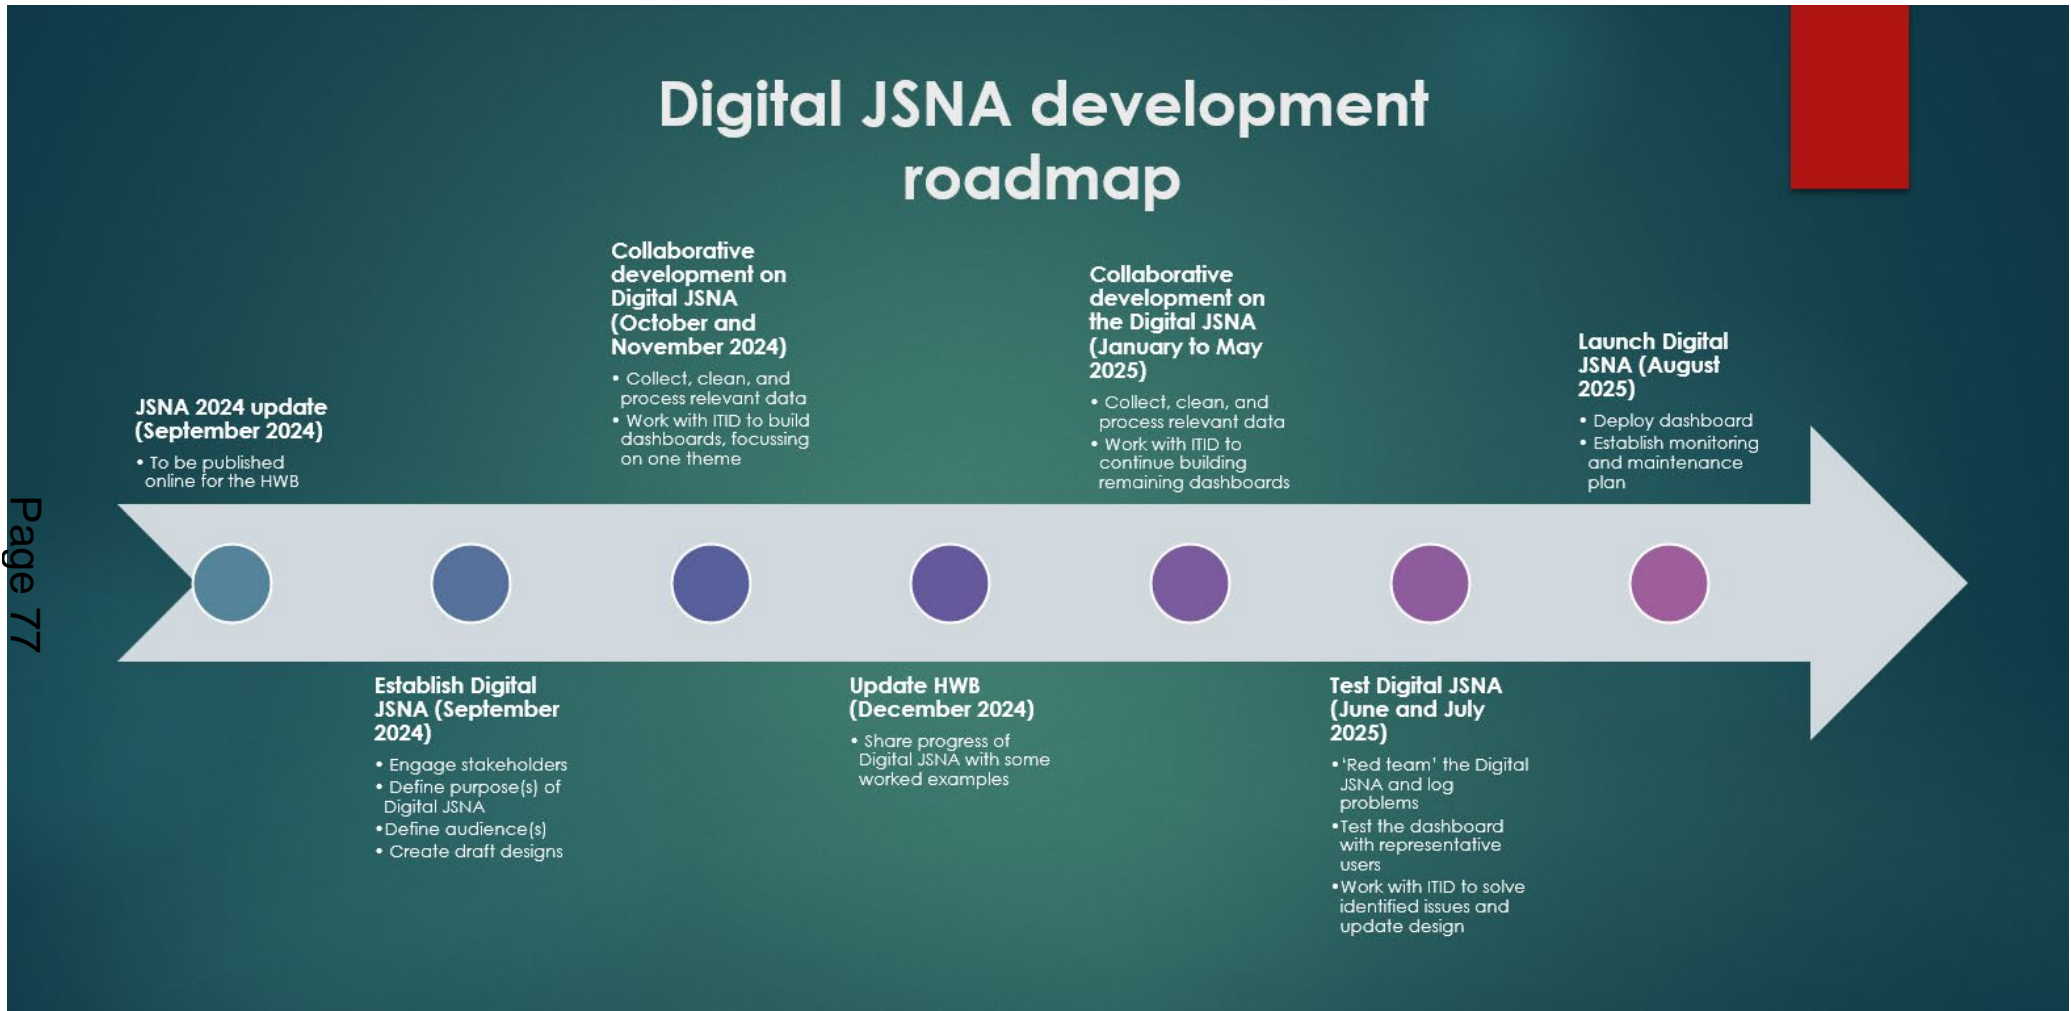 Digital JSNA development
roadmap
JSNA 2024 update
(September 2024)
• To be published
online for the HWB
Establish Digital
JSNA (September
2024)
• Engage stakeholders
• Define purpose(s) of
Digital JSNA
•Define audience(s)
• Create draft designs
Collaborative
development on
Digital JSNA
(October and
November 2024)
• Collect, clean, and
process relevant data
• Work with ITID to build
dashboards, focussing
on one theme
Update HWB
(December 2024)
• Share progress of
Digital JSNA with some
worked examples
Collaborative
development on
the Digital JSNA
(January to May
2025)
• Collect, clean, and
process relevant data
• Work with ITID to
continue building
remaining dashboards
Test Digital JSNA
(June and July
2025)
•'Red team' the Digital
JSNA and log
problems
•Test the dashboard
with representative
users
•Work with ITID to solve
identified issues and
update design
Launch Digital
JSNA (August
2025)
• Deploy dashboard
• Establish monitoring
and maintenance
plan
Page 77